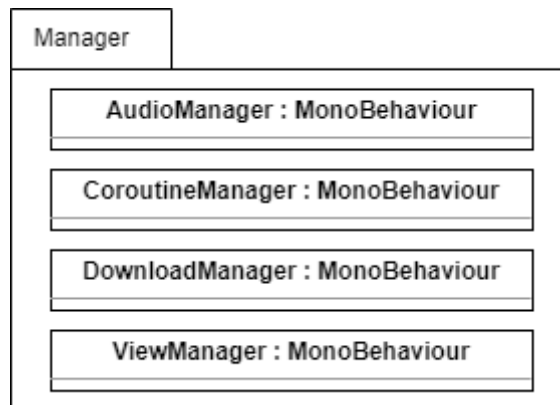 Manager
AudioManager : MonoBehaviour
CoroutineManager : MonoBehaviour
DownloadManager : MonoBehaviour
ViewManager : MonoBehaviour